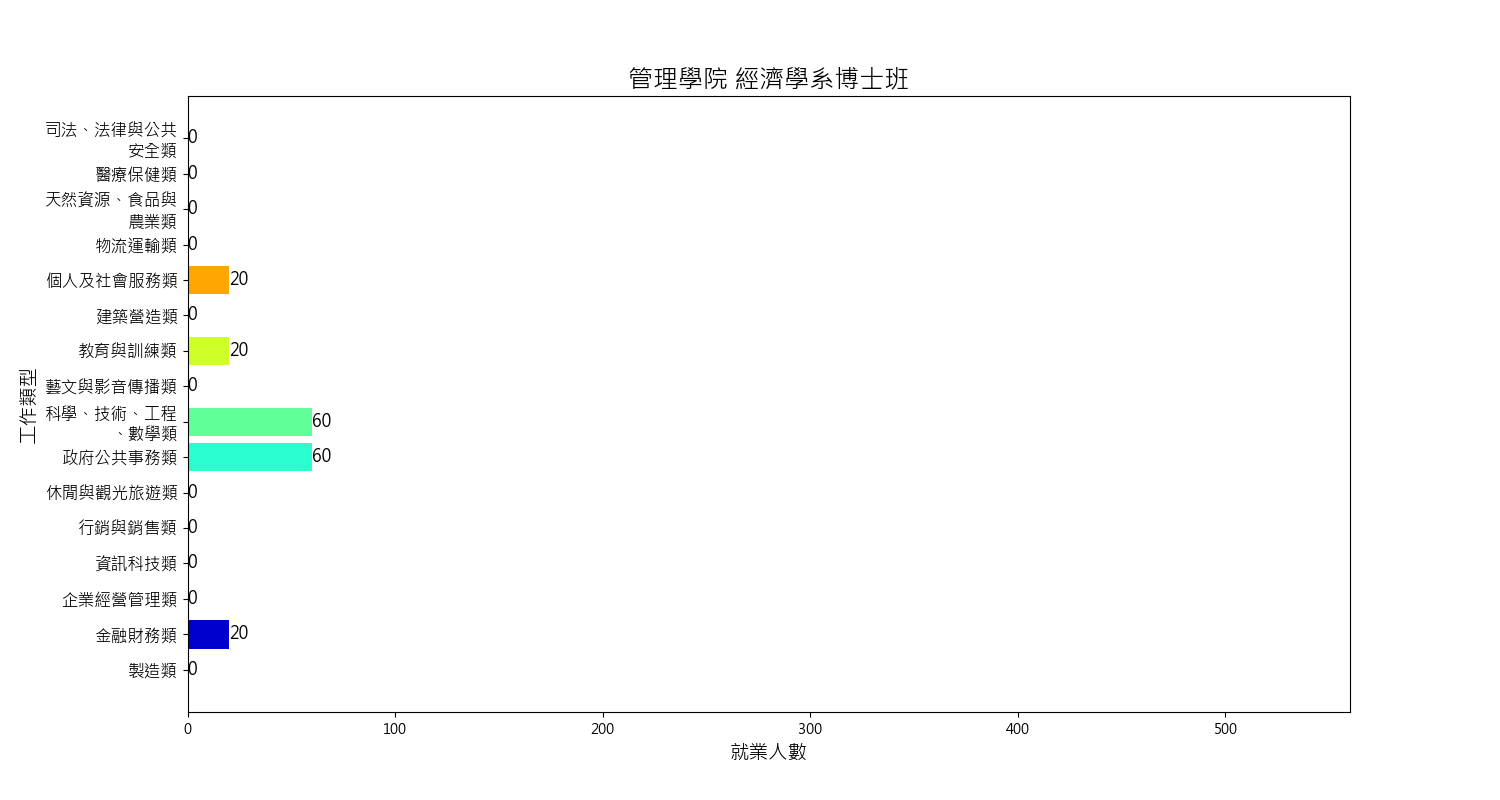 管理學院 經濟學系博士班
工作類型
司法、法律與公共
安全類
0
醫療保健類
0
天然資源、食品與
農業類
0
物流運輸類
0
個人及社會服務類
20
建築營造類
0
教育與訓練類
20
藝文與影音傳播類
0
科學、技術、工程
、數學類
60
政府公共事務類
60
休閒與觀光旅遊類
0
行銷與銷售類
0
資訊科技類
0
企業經營管理類
0
金融財務類
20
製造類
0
0 100 200 300 400 500
就業人數